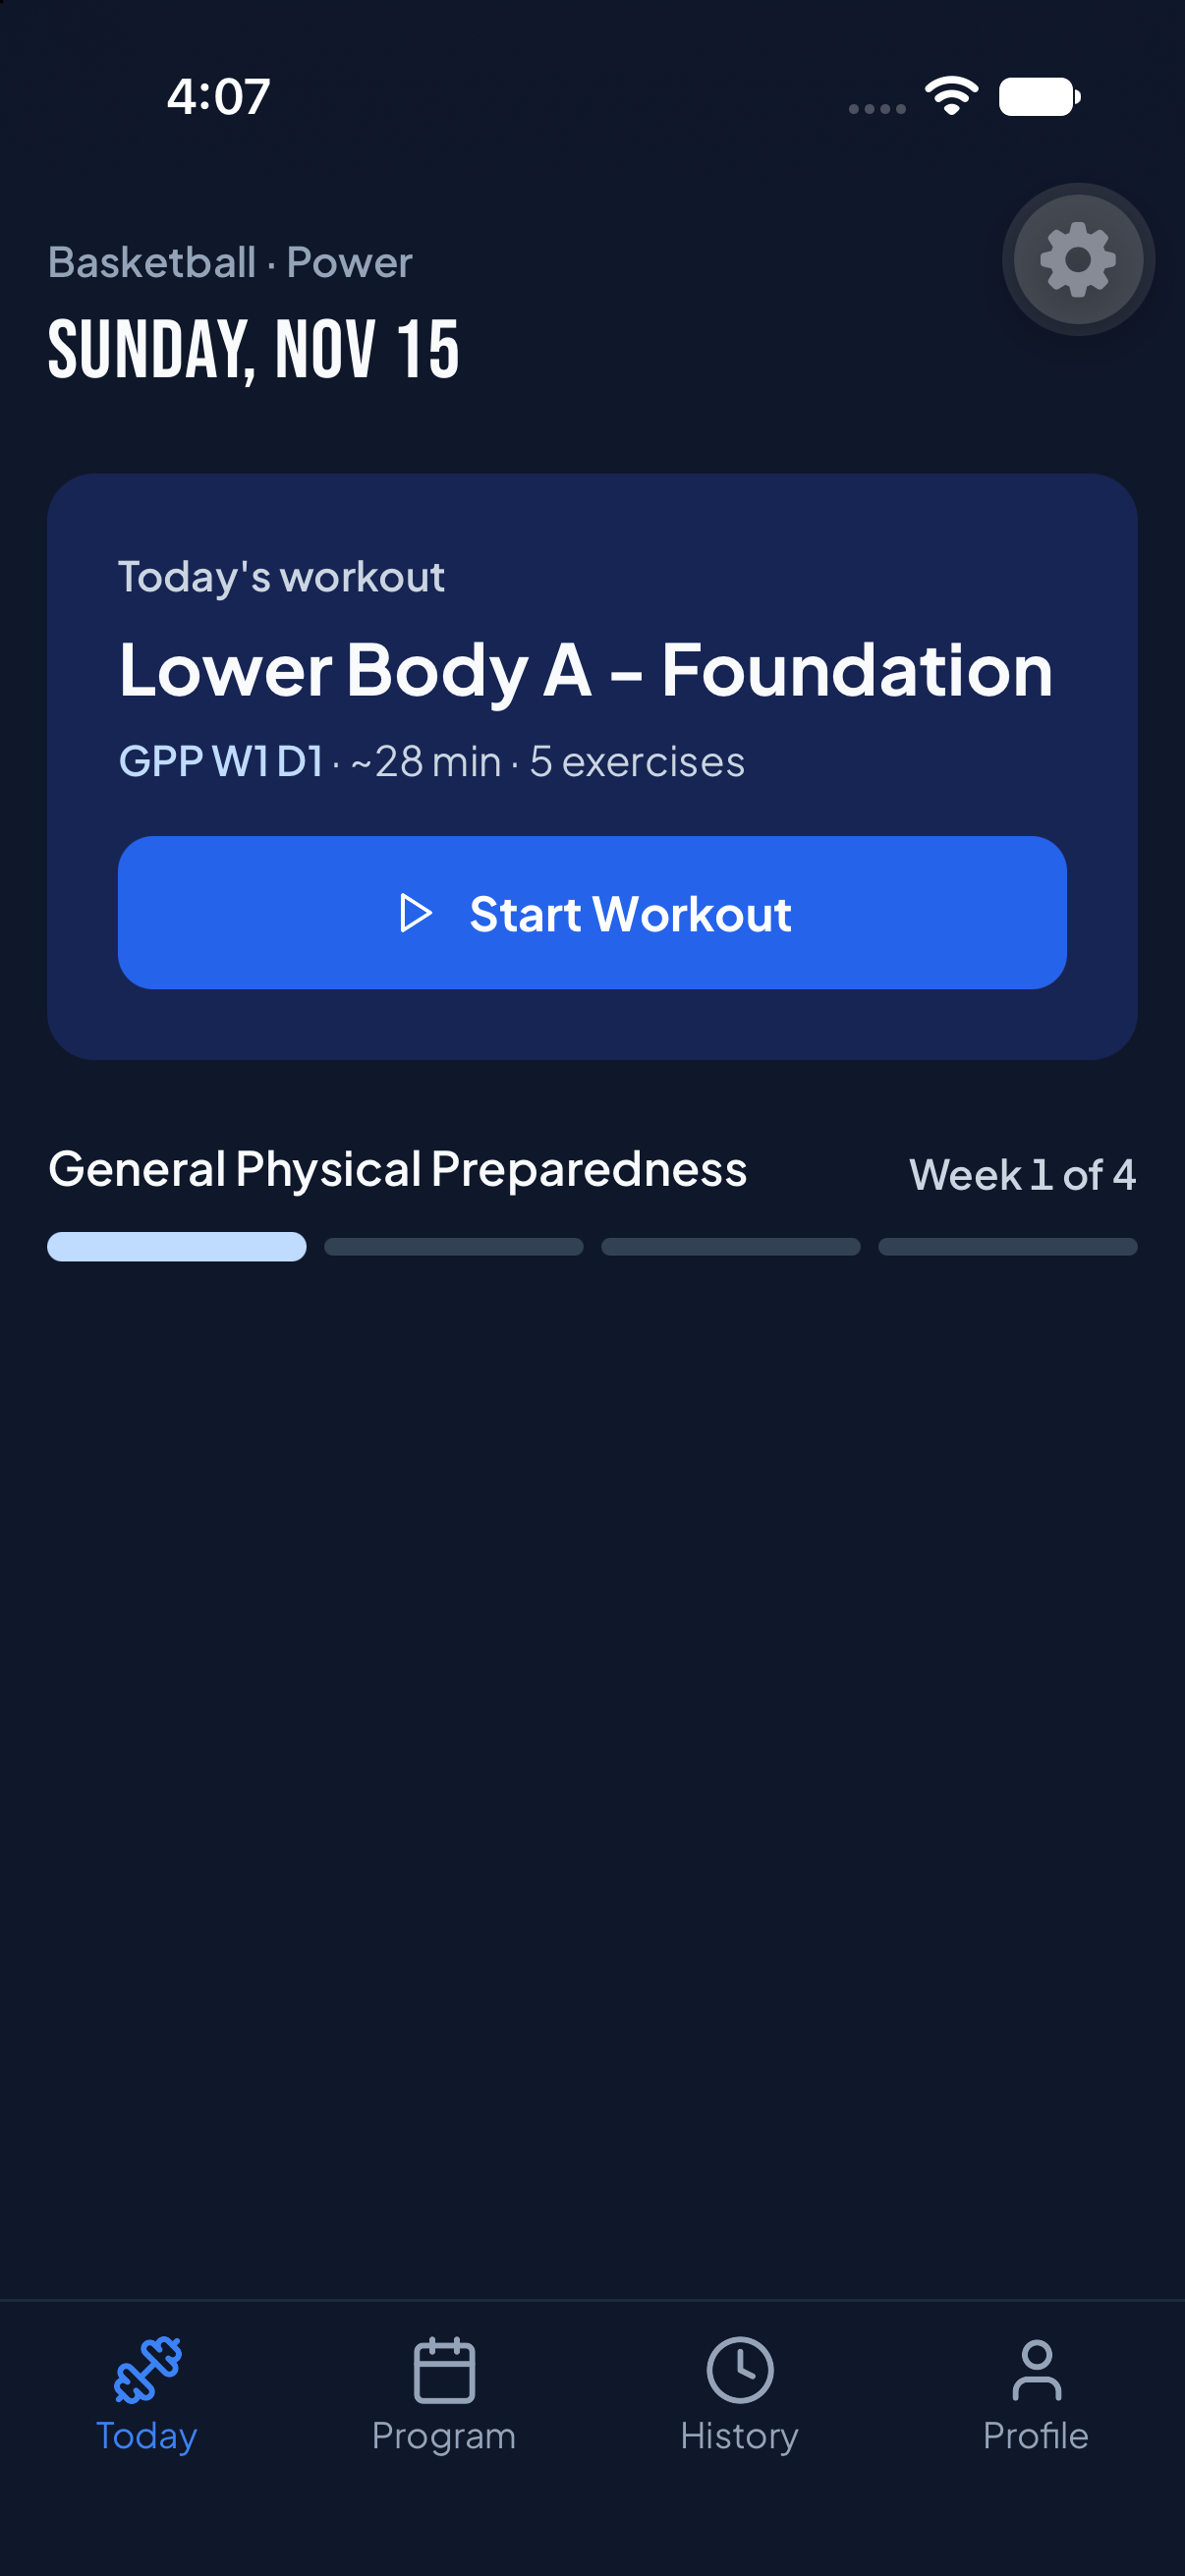 4:07
Basketball · Power
SUNDAY, NOV 15
Today's workout
Lower Body A – Foundation
GPP W1 D1 · ~28 min · 5 exercises
Start Workout
General Physical Preparedness
Week 1 of 4
Today
Program
History
Profile